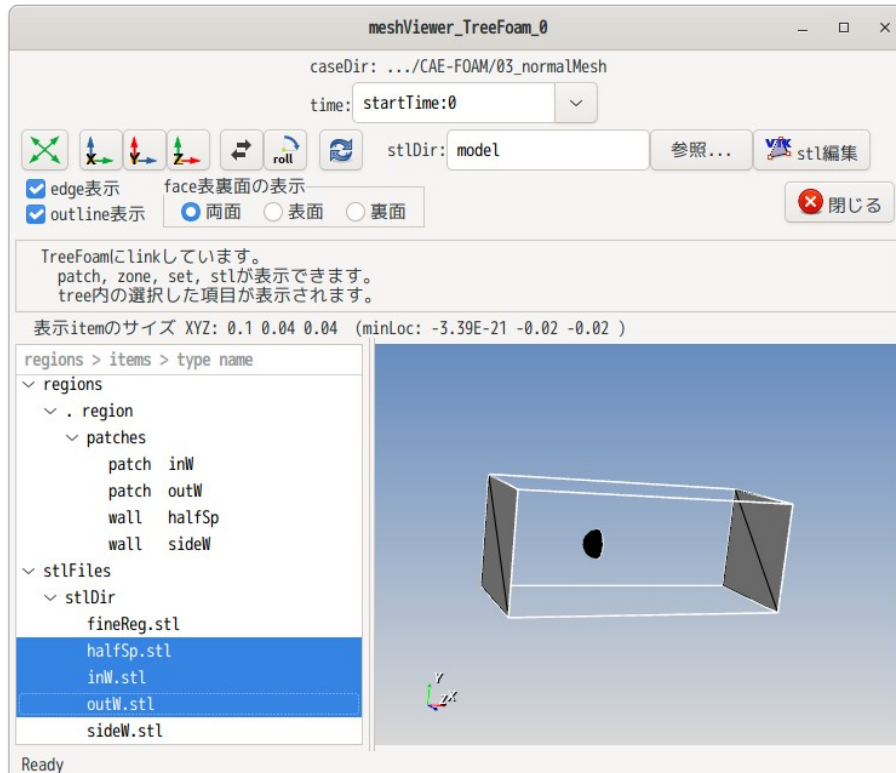 meshViewer_TreeFoam_0
caseDir: .../CAE-FOAM/03_normalMesh
time: startTime:0
X Y Z roll stlDir: model 参照... VTK stl編集
edge表示 face表裏面の表示
outline表示 両面 表面 裏面 閉じる
TreeFoamにlinkしています。
patch, zone, set, stlが表示できます。
tree内の選択した項目が表示されます。
表示itemのサイズ XYZ: 0.1 0.04 0.04 (minLoc: -3.39E-21 -0.02 -0.02 )
regions > items > type name
regions
. region
patches
patch inW
patch outW
wall halfSp
wall sideW
stlFiles
stlDir
fineReg.stl
halfSp.stl
inW.stl
outW.stl
sideW.stl
Y
Z X
Ready